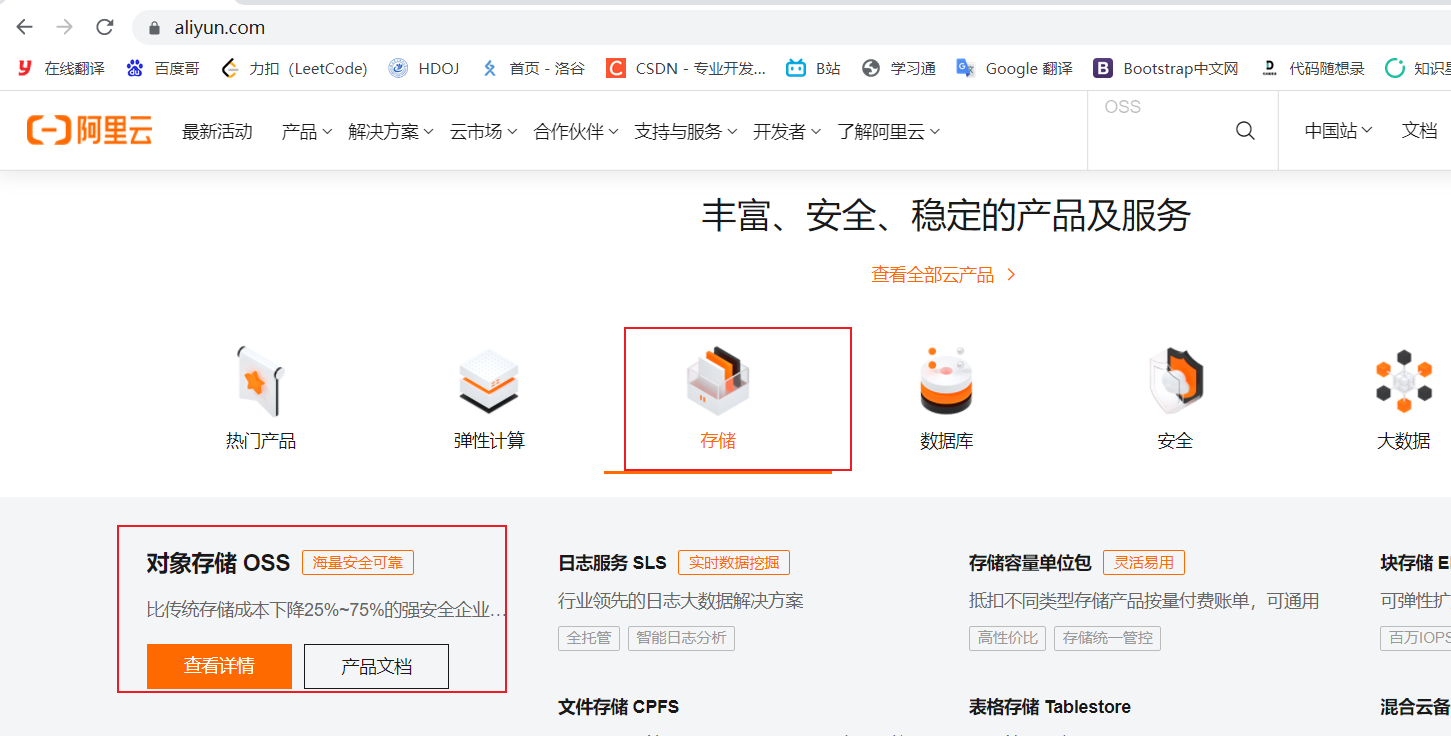 aliyun.com
在线翻译 百度哥 力扣（LeetCode） HDOJ 首页 - 洛谷 CSDN - 专业开发... B站 学习通 Google 翻译 Bootstrap中文网 代码随想录 知识星
阿里云 最新活动 产品 解决方案 云市场 合作伙伴 支持与服务 开发者 了解阿里云 OSS 中国站 文档
丰富、安全、稳定的产品及服务
查看全部云产品
热门产品 弹性计算 存储 数据库 安全 大数据
对象存储 OSS 海量安全可靠
比传统存储成本下降25%~75%的强安全企业...
查看详情 产品文档
日志服务 SLS 实时数据挖掘
行业领先的日志大数据解决方案
全托管 智能日志分析
存储容量单位包 灵活易用
抵扣不同类型存储产品按量付费账单，可通用
高性价比 存储统一管控
块存储
可弹性扩
百万IOPS
文件存储 CPFS
表格存储 Tablestore
混合云备